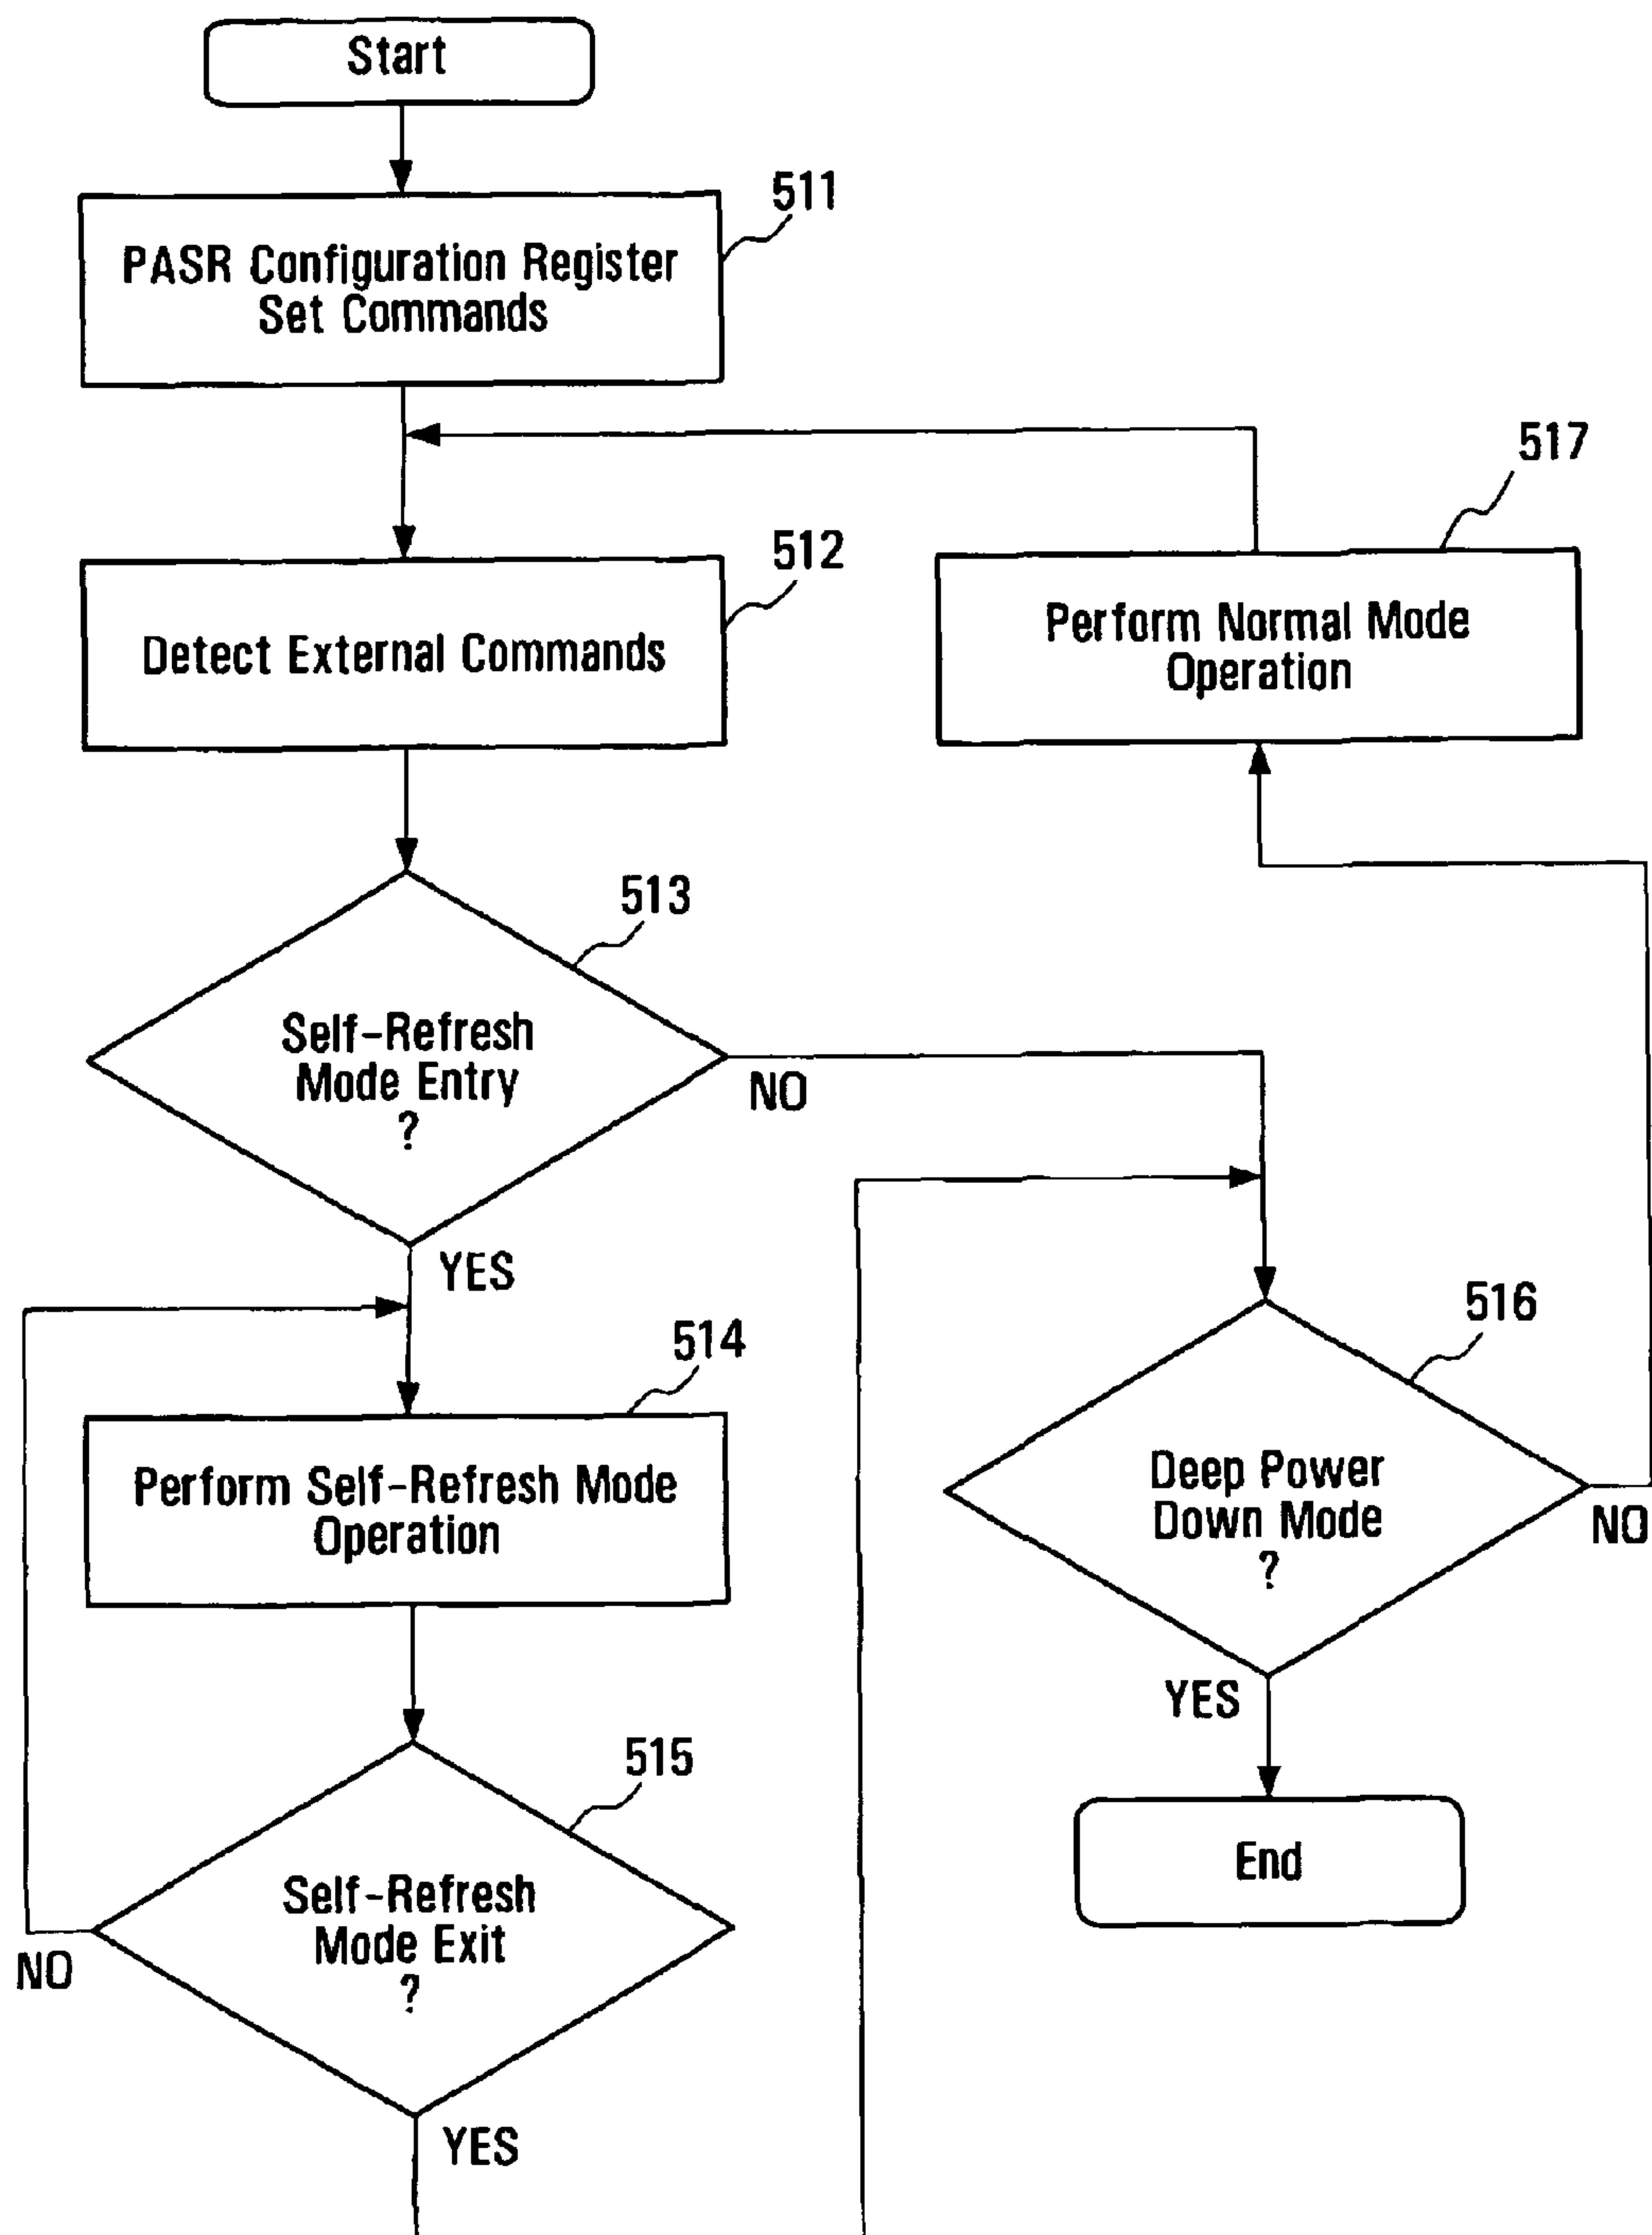 Start
511
PASR Configuration Register
Set Commands
517
512
Detect External Commands
Perform Normal Mode
Operation
513
Self-Refresh
Mode Entry
?
NO
YES
514
516
Perform Self-Refresh Mode
Operation
Deep Power
Down Mode
?
NO
YES
515
Self-Refresh
Mode Exit
?
End
NO
YES